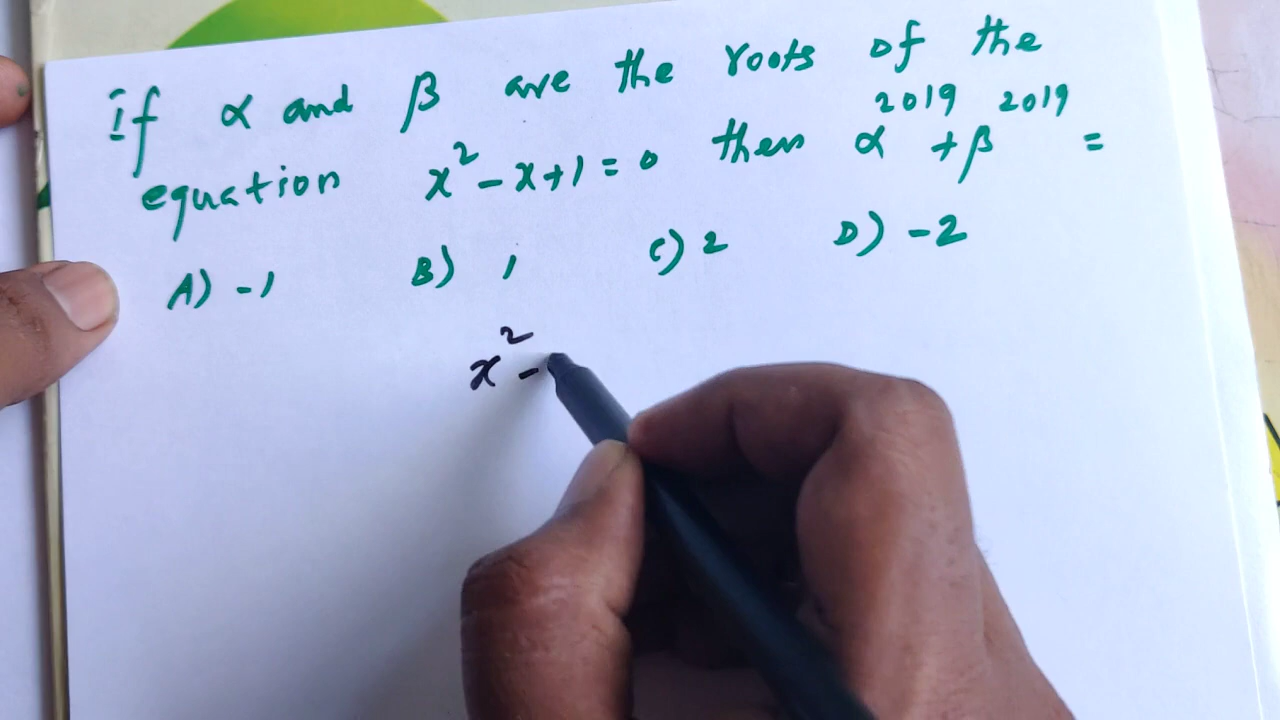 If α and β are the roots of the
equation x² - x + 1 = 0 then α²⁰¹⁹ + β²⁰¹⁹ =
A) -1 B) 1 C) 2 D) -2
x² -